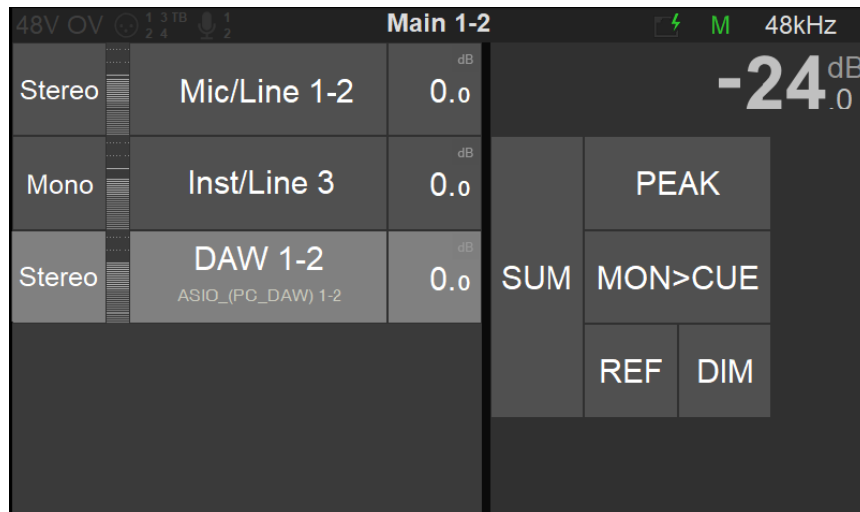 48V OV 1 3 TB 1
2 4 2
Main 1-2
M 48kHz
-24.0 dB
Stereo Mic/Line 1-2 dB 0.0
Mono Inst/Line 3 dB 0.0
Stereo DAW 1-2 dB 0.0
ASIO_(PC_DAW) 1-2
PEAK
SUM MON>CUE
REF DIM